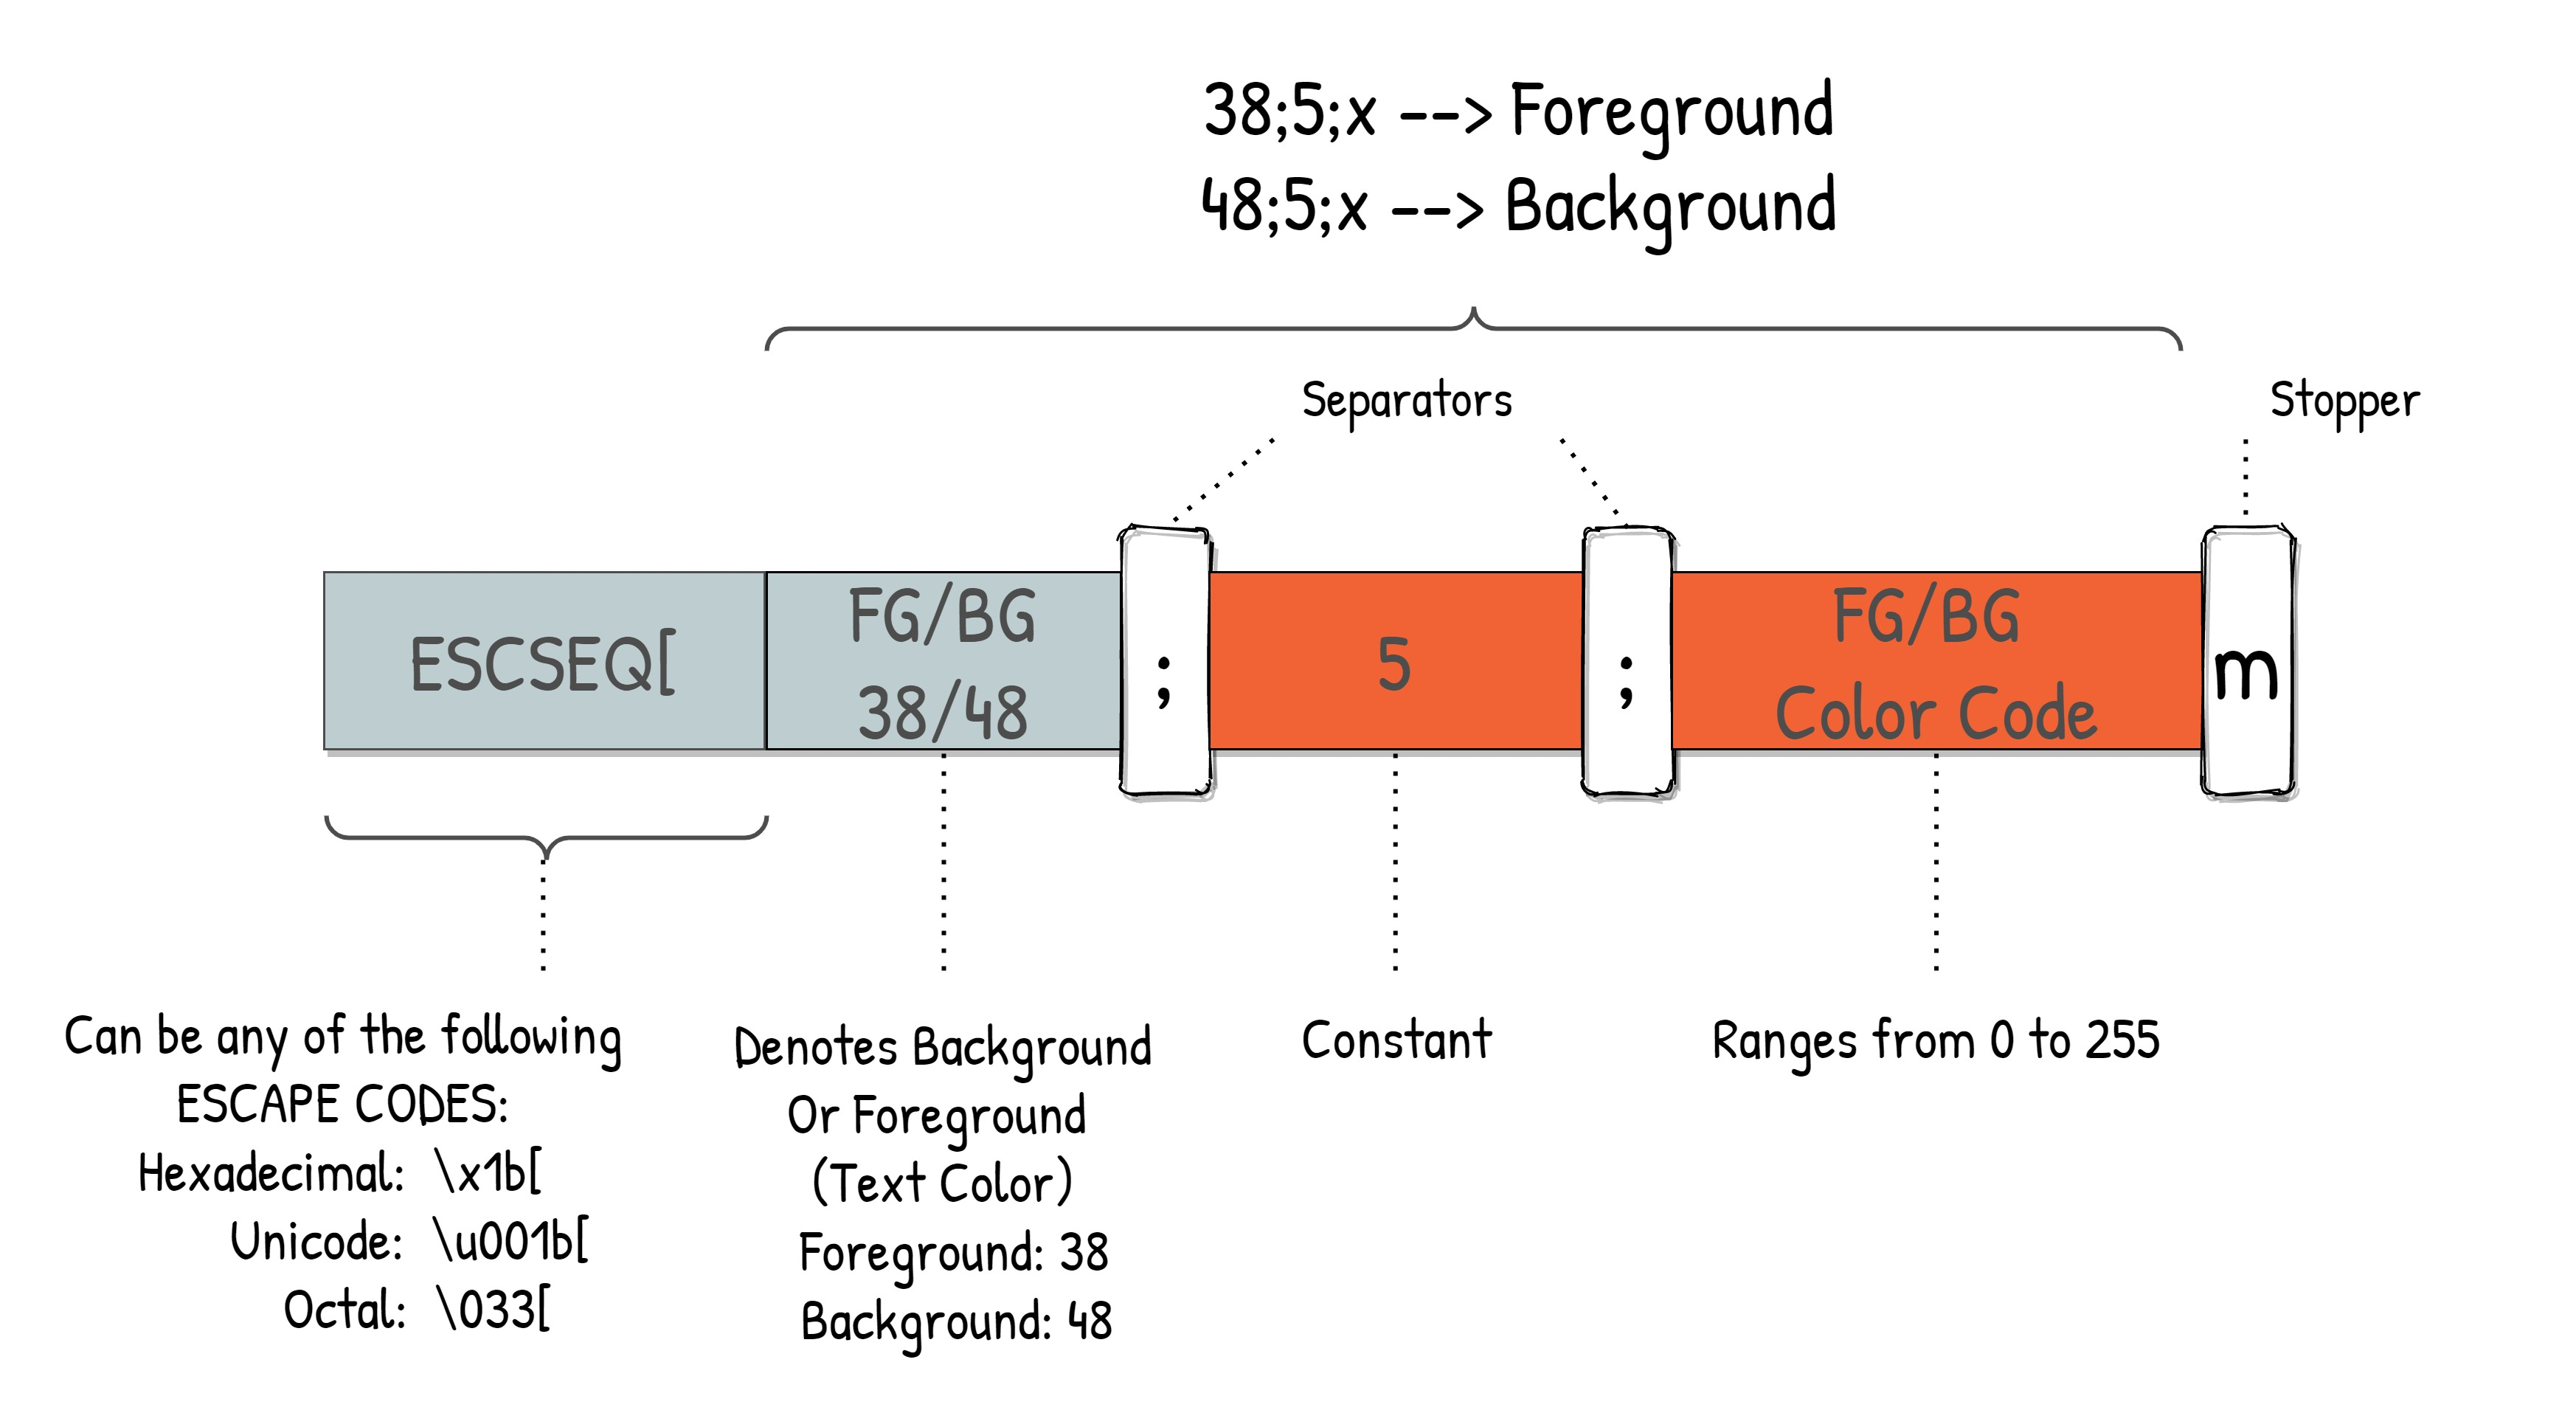 38;5;x --> Foreground
48;5;x --> Background
Separators
Stopper
ESCSEQ[
FG/BG
38/48
;
5
;
FG/BG
Color Code
m
Can be any of the following
ESCAPE CODES:
Hexadecimal: \x1b[
Unicode: \u001b[
Octal: \033[
Denotes Background
Or Foreground
(Text Color)
Foreground: 38
Background: 48
Constant
Ranges from 0 to 255